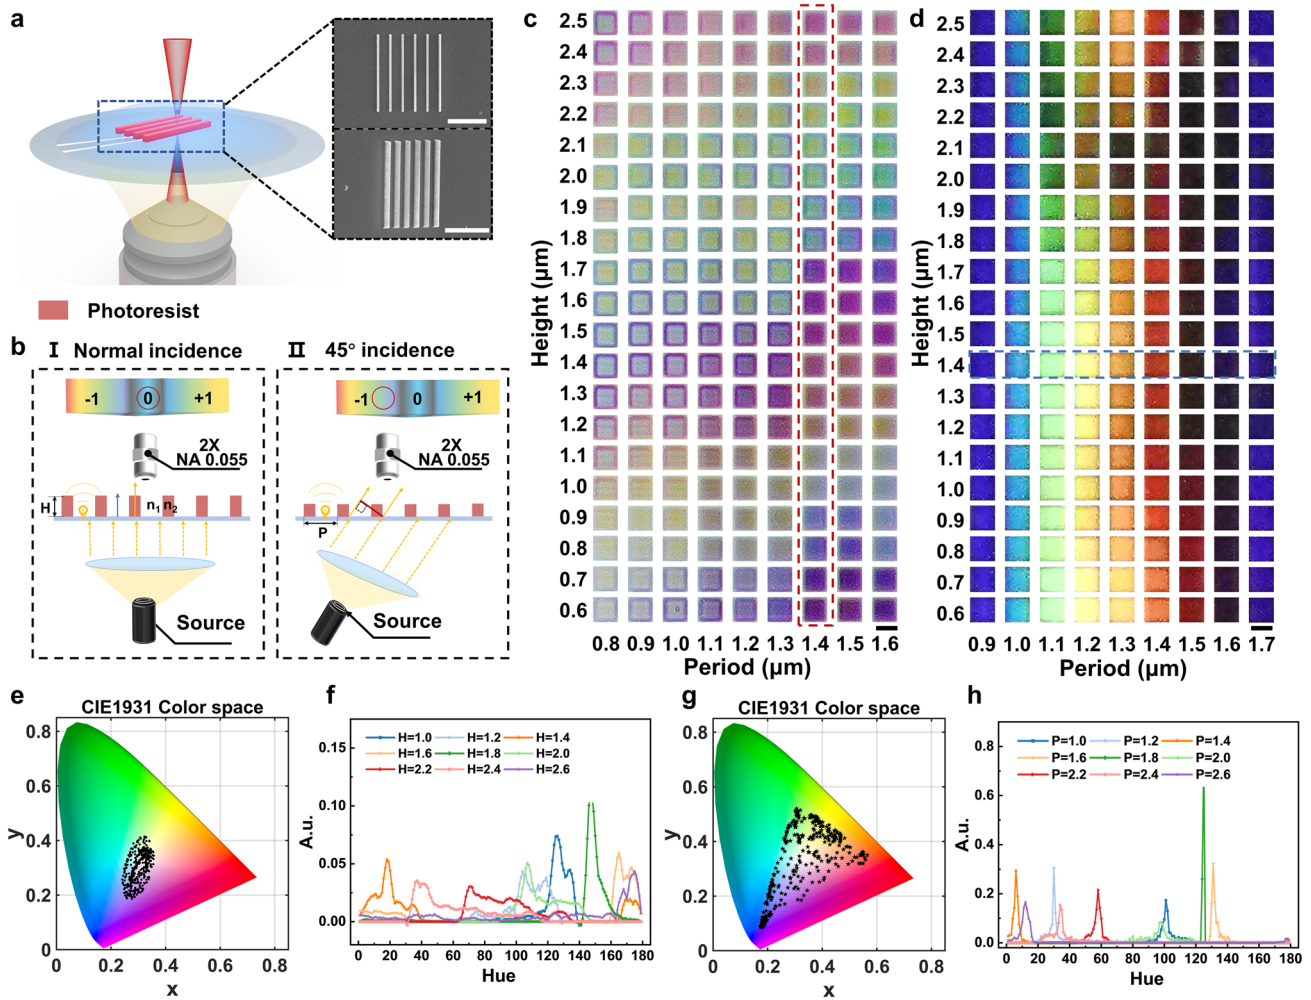 a
Photoresist
b
I Normal incidence
II 45° incidence
-1 0 +1
-1 0 +1
2X
NA 0.055
2X
NA 0.055
H
n1 n2
P
Source
Source
c
Height (μm)
2.5
2.4
2.3
2.2
2.1
2.0
1.9
1.8
1.7
1.6
1.5
1.4
1.3
1.2
1.1
1.0
0.9
0.8
0.7
0.6
0.8 0.9 1.0 1.1 1.2 1.3 1.4 1.5 1.6
Period (μm)
d
Height (μm)
2.5
2.4
2.3
2.2
2.1
2.0
1.9
1.8
1.7
1.6
1.5
1.4
1.3
1.2
1.1
1.0
0.9
0.8
0.7
0.6
0.9 1.0 1.1 1.2 1.3 1.4 1.5 1.6 1.7
Period (μm)
e
CIE1931 Color space
y
0.8
0.6
0.4
0.2
0
0 0.2 0.4 0.6 0.8
x
f
A.u.
0.15
0.10
0.05
0.00
H=1.0 H=1.2 H=1.4
H=1.6 H=1.8 H=2.0
H=2.2 H=2.4 H=2.6
0 20 40 60 80 100 120 140 160 180
Hue
g
CIE1931 Color space
y
0.8
0.6
0.4
0.2
0
0 0.2 0.4 0.6 0.8
x
h
A.u.
0.8
0.6
0.4
0.2
0.0
P=1.0 P=1.2 P=1.4
P=1.6 P=1.8 P=2.0
P=2.2 P=2.4 P=2.6
0 20 40 60 80 100 120 140 160 180
Hue